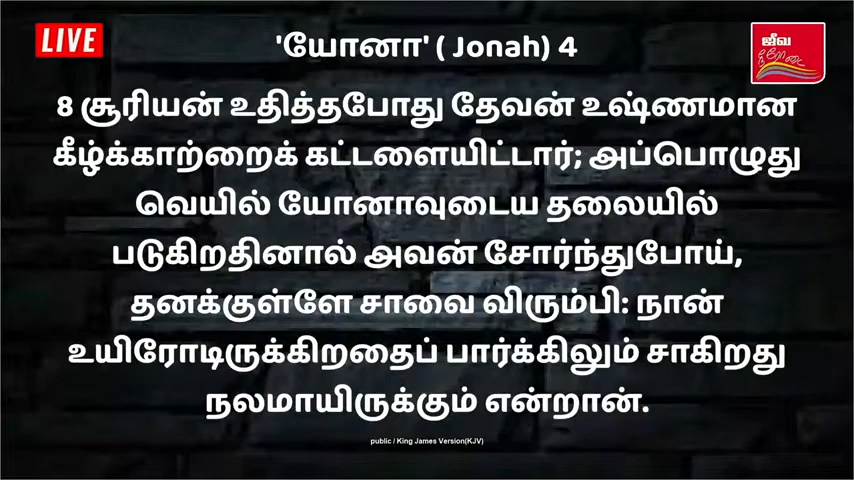 LIVE
'யோனா' ( Jonah) 4
ஜீவ
நீரோடை
8 சூரியன் உதித்தபோது தேவன் உஷ்ணமான
கீழ்க்காற்றைக் கட்டளையிட்டார்; அப்பொழுது
வெயில் யோனாவுடைய தலையில்
படுகிறதினால் அவன் சோர்ந்துபோய்,
தனக்குள்ளே சாவை விரும்பி: நான்
உயிரோடிருக்கிறதைப் பார்க்கிலும் சாகிறது
நலமாயிருக்கும் என்றான்.
public / King James Version(KJV)